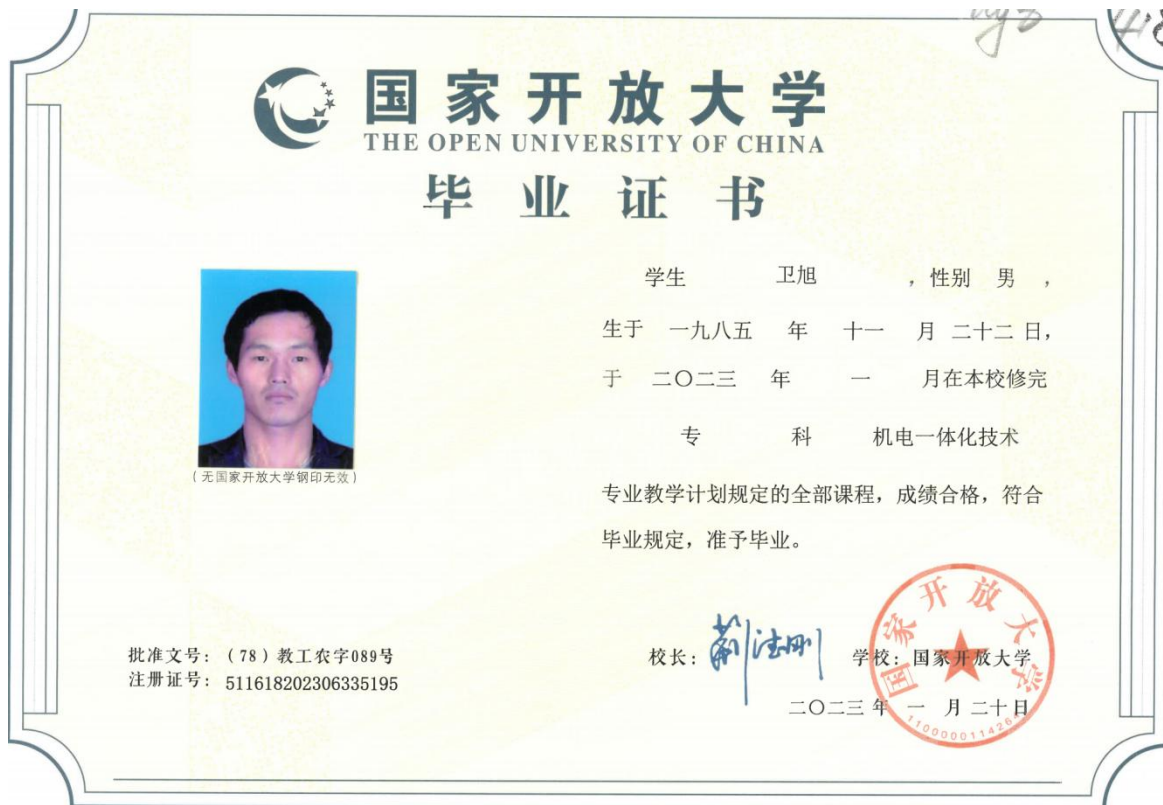 国家开放大学
THE OPEN UNIVERSITY OF CHINA
毕业证书
学生 卫旭 ,性别 男 ,
生于 一九八五 年 十一 月 二十二 日,
于 二〇二三 年 一 月在本校修完
专 科 机电一体化技术
专业教学计划规定的全部课程,成绩合格,符合
毕业规定,准予毕业。
(无国家开放大学钢印无效)
批准文号:(78)教工农字089号
注册证号:511618202306335195
校长:荆德刚 学校:国家开放大学
二〇二三 年 一 月 二十 日
国家开放大学